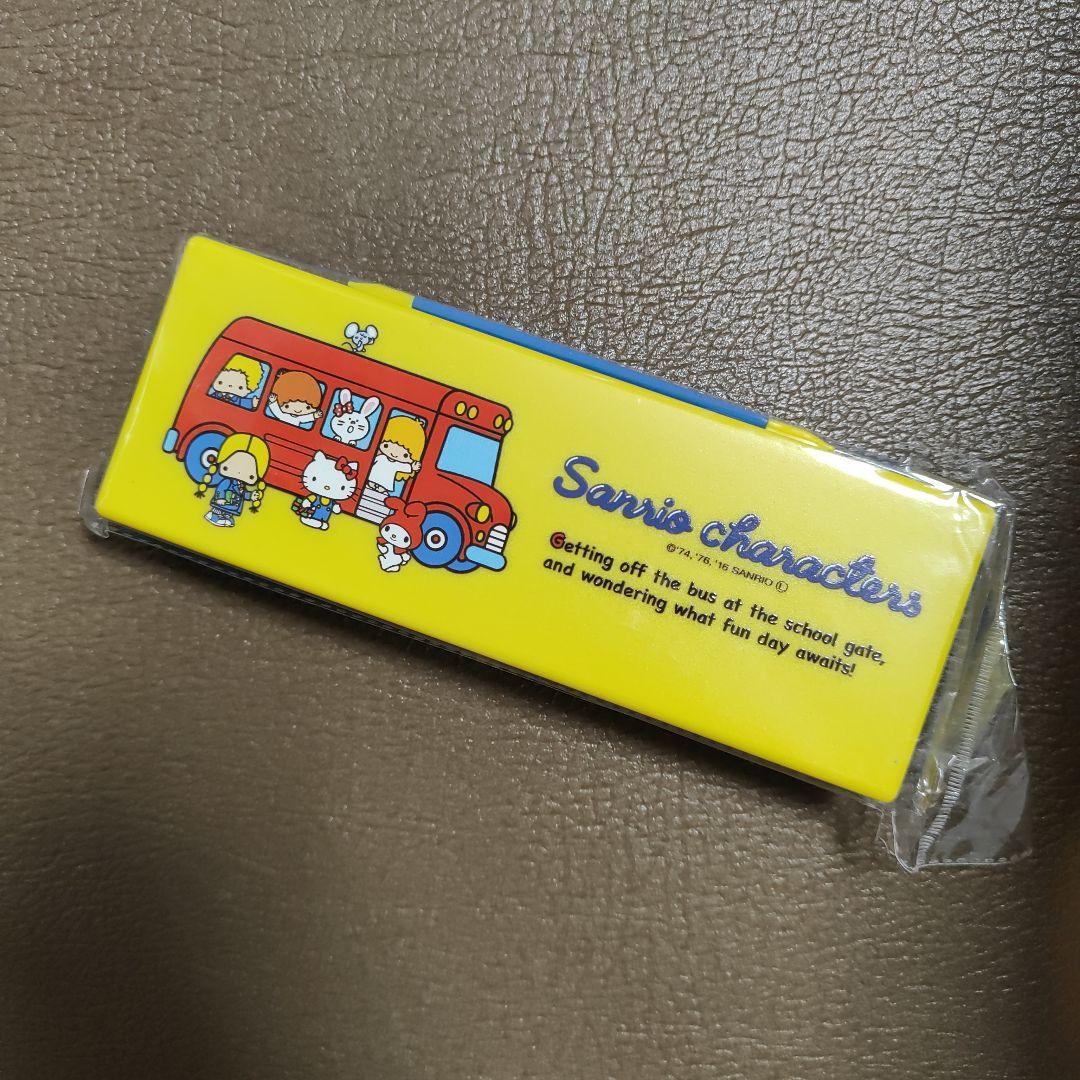 Sanrio characters
©'74, '76, '16 SANRIO Ⓛ
Getting off the bus at the school gate,
and wondering what fun day awaits!